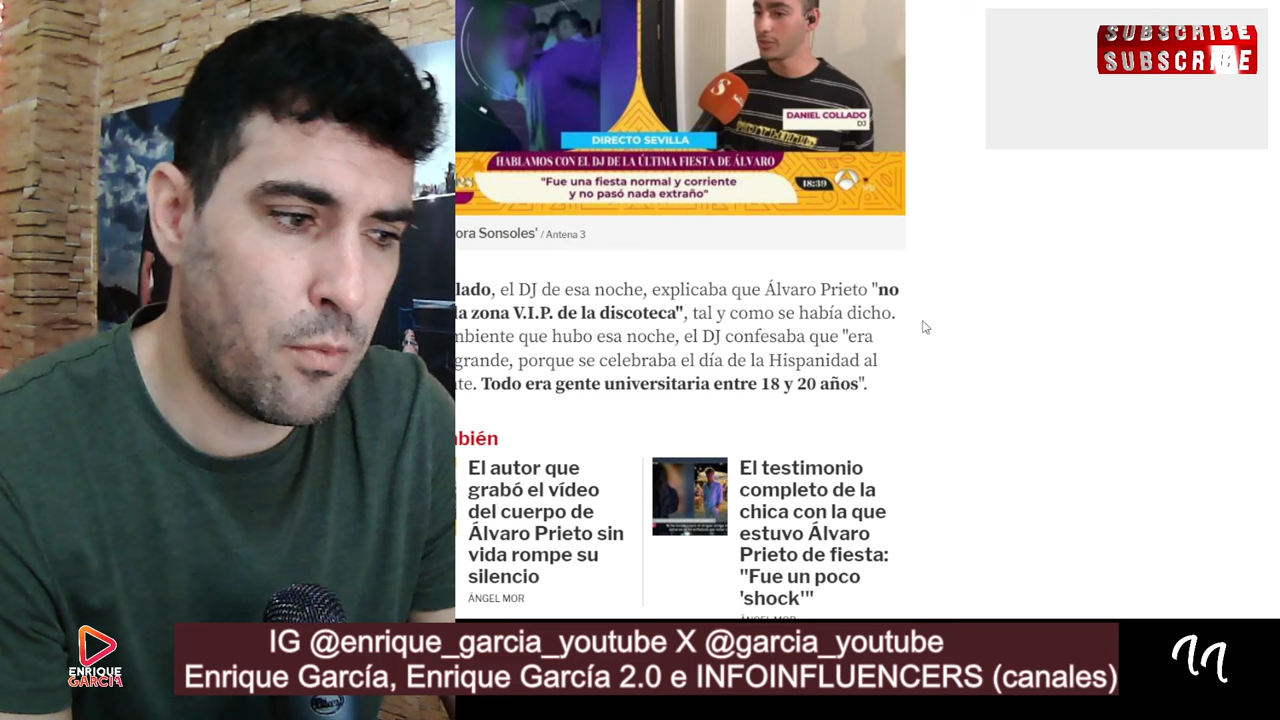 SUBSCRIBE
SUBSCRIBE
DANIEL COLLADO
DJ
DIRECTO SEVILLA
HABLAMOS CON EL DJ DE LA ÚLTIMA FIESTA DE ÁLVARO
"Fue una fiesta normal y corriente
y no pasó nada extraño"
18:39
ora Sonsoles' / Antena 3
lado, el DJ de esa noche, explicaba que Álvaro Prieto "no
la zona V.I.P. de la discoteca", tal y como se había dicho.
mbiente que hubo esa noche, el DJ confesaba que "era
grande, porque se celebraba el día de la Hispanidad al
te. Todo era gente universitaria entre 18 y 20 años".
mbién
El autor que
grabó el vídeo
del cuerpo de
Álvaro Prieto sin
vida rompe su
silencio
ÁNGEL MOR
El testimonio
completo de la
chica con la que
estuvo Álvaro
Prieto de fiesta:
"Fue un poco
'shock'"
ÁNGEL MOR
ENRIQUE
GARCÍA
IG @enrique_garcia_youtube X @garcia_youtube
Enrique García, Enrique García 2.0 e INFOINFLUENCERS (canales)